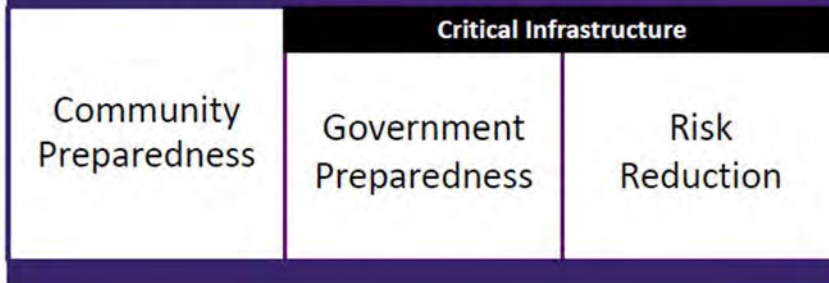 Critical Infrastructure
Community
Preparedness
Government
Preparedness
Risk
Reduction